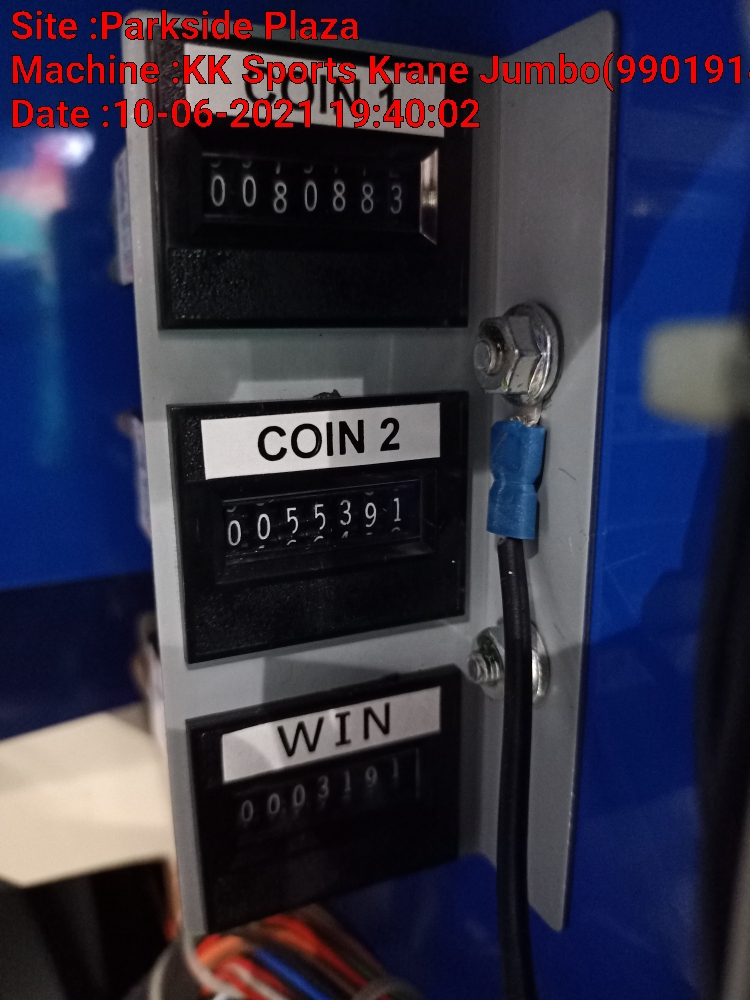 Site :Parkside Plaza
Machine :KK Sports Krane Jumbo(990191
Date :10-06-2021 19:40:02
COIN 1
0080883
COIN 2
0055391
WIN
0003191